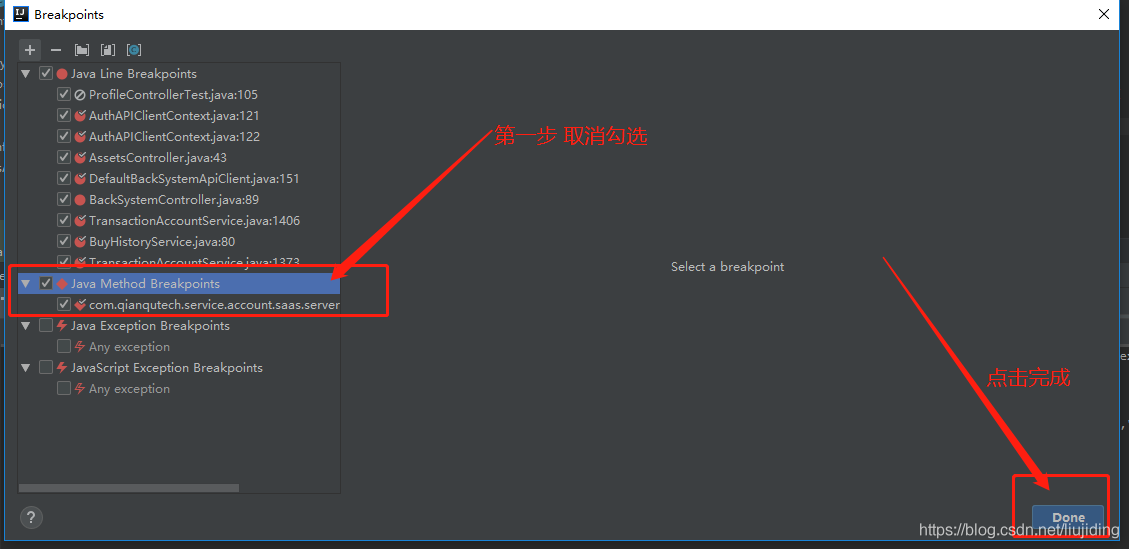 Breakpoints
Java Line Breakpoints
ProfileControllerTest.java:105
AuthAPIClientContext.java:121
AuthAPIClientContext.java:122
AssetsController.java:43
DefaultBackSystemApiClient.java:151
BackSystemController.java:89
TransactionAccountService.java:1406
BuyHistoryService.java:80
TransactionAccountService.java:1373
Java Method Breakpoints
com.qianqutech.service.account.saas.server
Java Exception Breakpoints
Any exception
JavaScript Exception Breakpoints
Any exception
第一步 取消勾选
Select a breakpoint
点击完成
?
Done
https://blog.csdn.net/liujiding